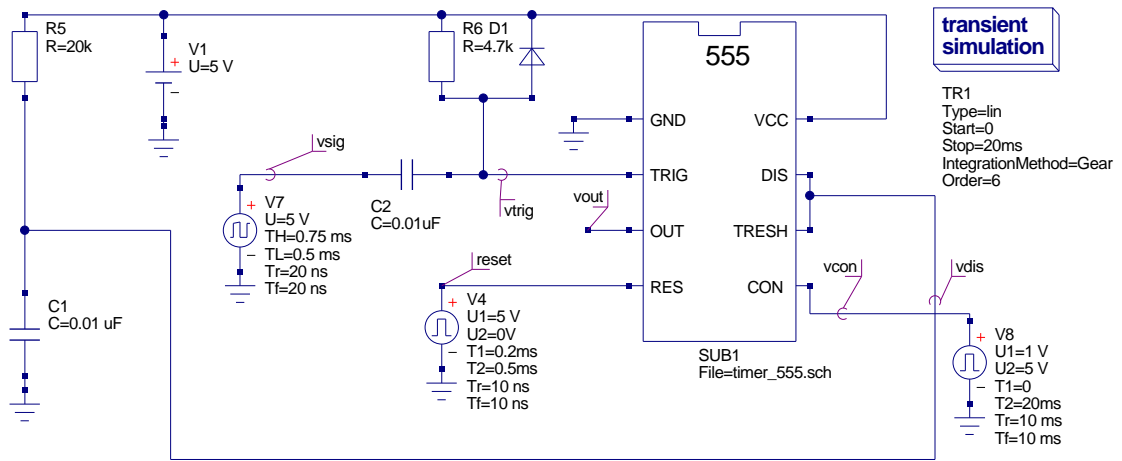 R5
R=20k
V1
U=5 V
R6 D1
R=4.7k
555
transient
simulation
TR1
Type=lin
Start=0
Stop=20ms
IntegrationMethod=Gear
Order=6
GND
VCC
vsig
TRIG
DIS
V7
U=5 V
TH=0.75 ms
TL=0.5 ms
Tr=20 ns
Tf=20 ns
C2
C=0.01uF
vtrig
vout
OUT
TRESH
reset
RES
CON
vcon
vdis
C1
C=0.01 uF
V4
U1=5 V
U2=0V
T1=0.2ms
T2=0.5ms
Tr=10 ns
Tf=10 ns
SUB1
File=timer_555.sch
V8
U1=1 V
U2=5 V
T1=0
T2=20ms
Tr=10 ms
Tf=10 ms